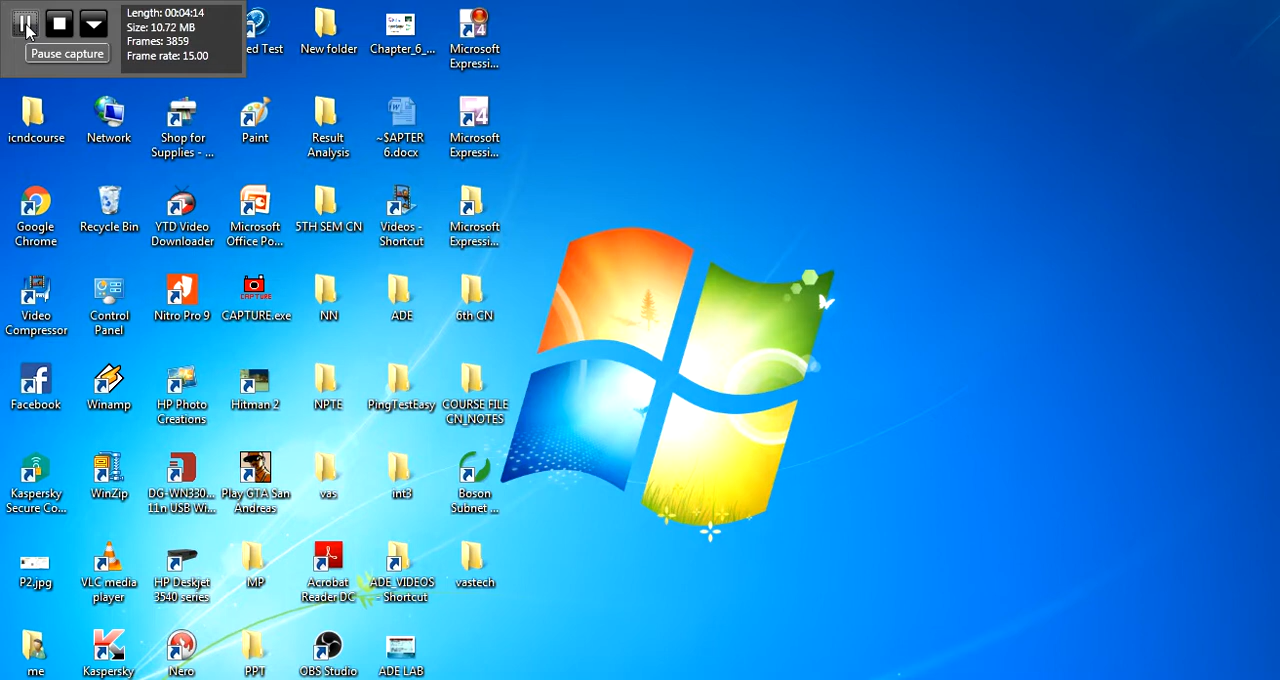 Length: 00:04:14
Size: 10.72 MB
Frames: 3859
Frame rate: 15.00
Pause capture
ed Test
New folder
Chapter_6_...
Microsoft
Expressi...
icndcourse
Network
Shop for
Supplies - ...
Paint
Result
Analysis
~$APTER
6.docx
Microsoft
Expressi...
Google
Chrome
Recycle Bin
YTD Video
Downloader
Microsoft
Office Po...
5TH SEM CN
Videos -
Shortcut
Microsoft
Expressi...
Video
Compressor
Control
Panel
Nitro Pro 9
CAPTURE
CAPTURE.exe
NN
ADE
6th CN
Facebook
Winamp
HP Photo
Creations
Hitman 2
NPTE
PingTestEasy
COURSE FILE
CN_NOTES
Kaspersky
Secure Co...
WinZip
DG-WN330...
11n USB Wi...
Play GTA San
Andreas
vas
int3
Boson
Subnet ...
P2.jpg
VLC media
player
HP Deskjet
3540 series
MP
Acrobat
Reader DC
ADE_VIDEOS
- Shortcut
vastech
me
Kaspersky
Nero
PPT
OBS Studio
ADE LAB